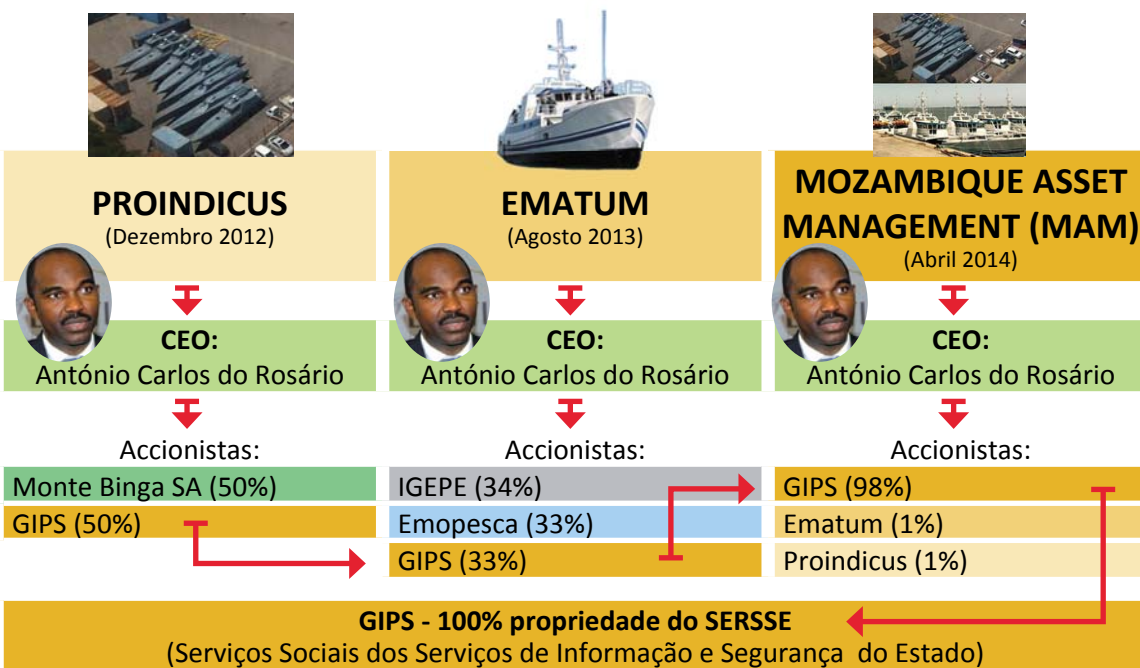 PROINDICUS
(Dezembro 2012)
CEO:
António Carlos do Rosário
Accionistas:
Monte Binga SA (50%)
GIPS (50%)
EMATUM
(Agosto 2013)
CEO:
António Carlos do Rosário
Accionistas:
IGEPE (34%)
Emopesca (33%)
GIPS (33%)
MOZAMBIQUE ASSET
MANAGEMENT (MAM)
(Abril 2014)
CEO:
António Carlos do Rosário
Accionistas:
GIPS (98%)
Ematum (1%)
Proindicus (1%)
GIPS - 100% propriedade do SERSSE
(Serviços Sociais dos Serviços de Informação e Segurança do Estado)